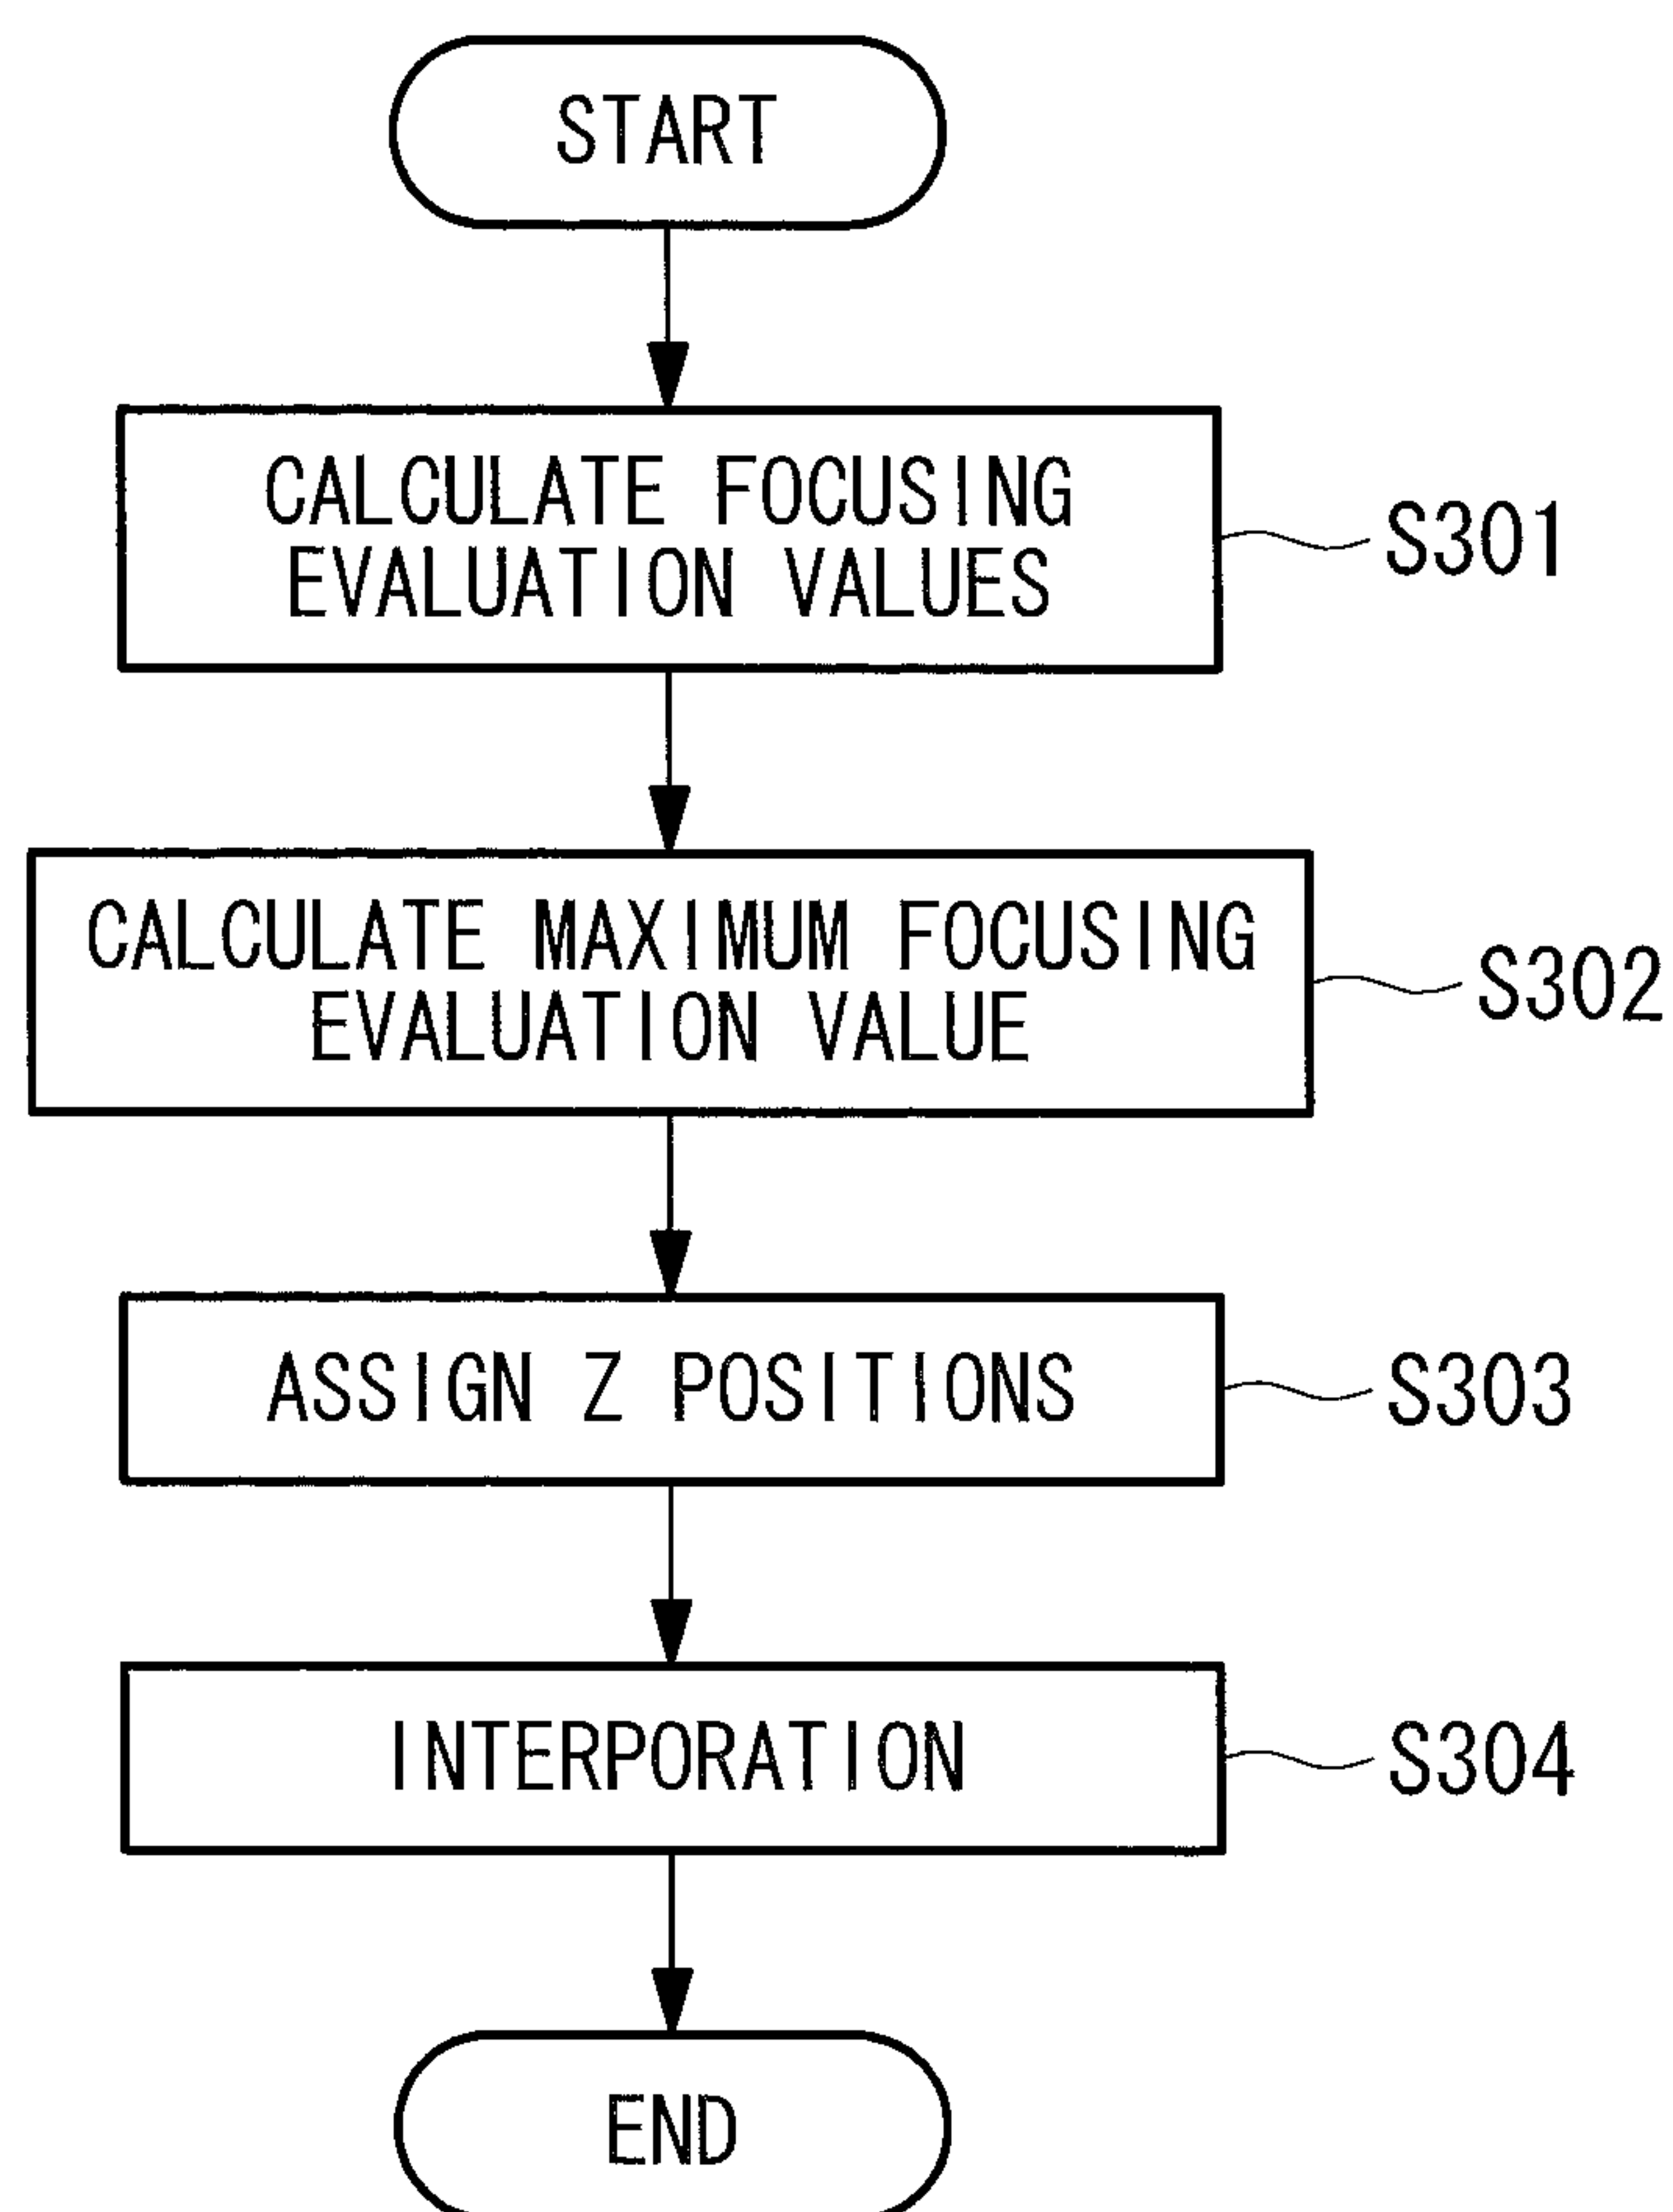 START
CALCULATE FOCUSING
EVALUATION VALUES
S301
CALCULATE MAXIMUM FOCUSING
EVALUATION VALUE
S302
ASSIGN Z POSITIONS
S303
INTERPORATION
S304
END